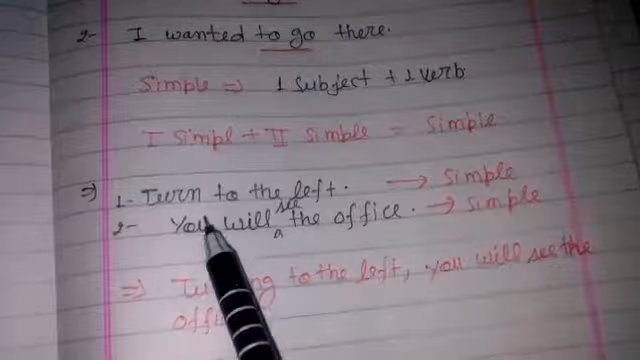 2- I wanted to go there.
Simple => 1 Subject + 1 verb
I Simpl + II simple = Simple
=> 1- Turn to the left. → Simple
2- You will see the office. → Simple
=> to the left, you will see the